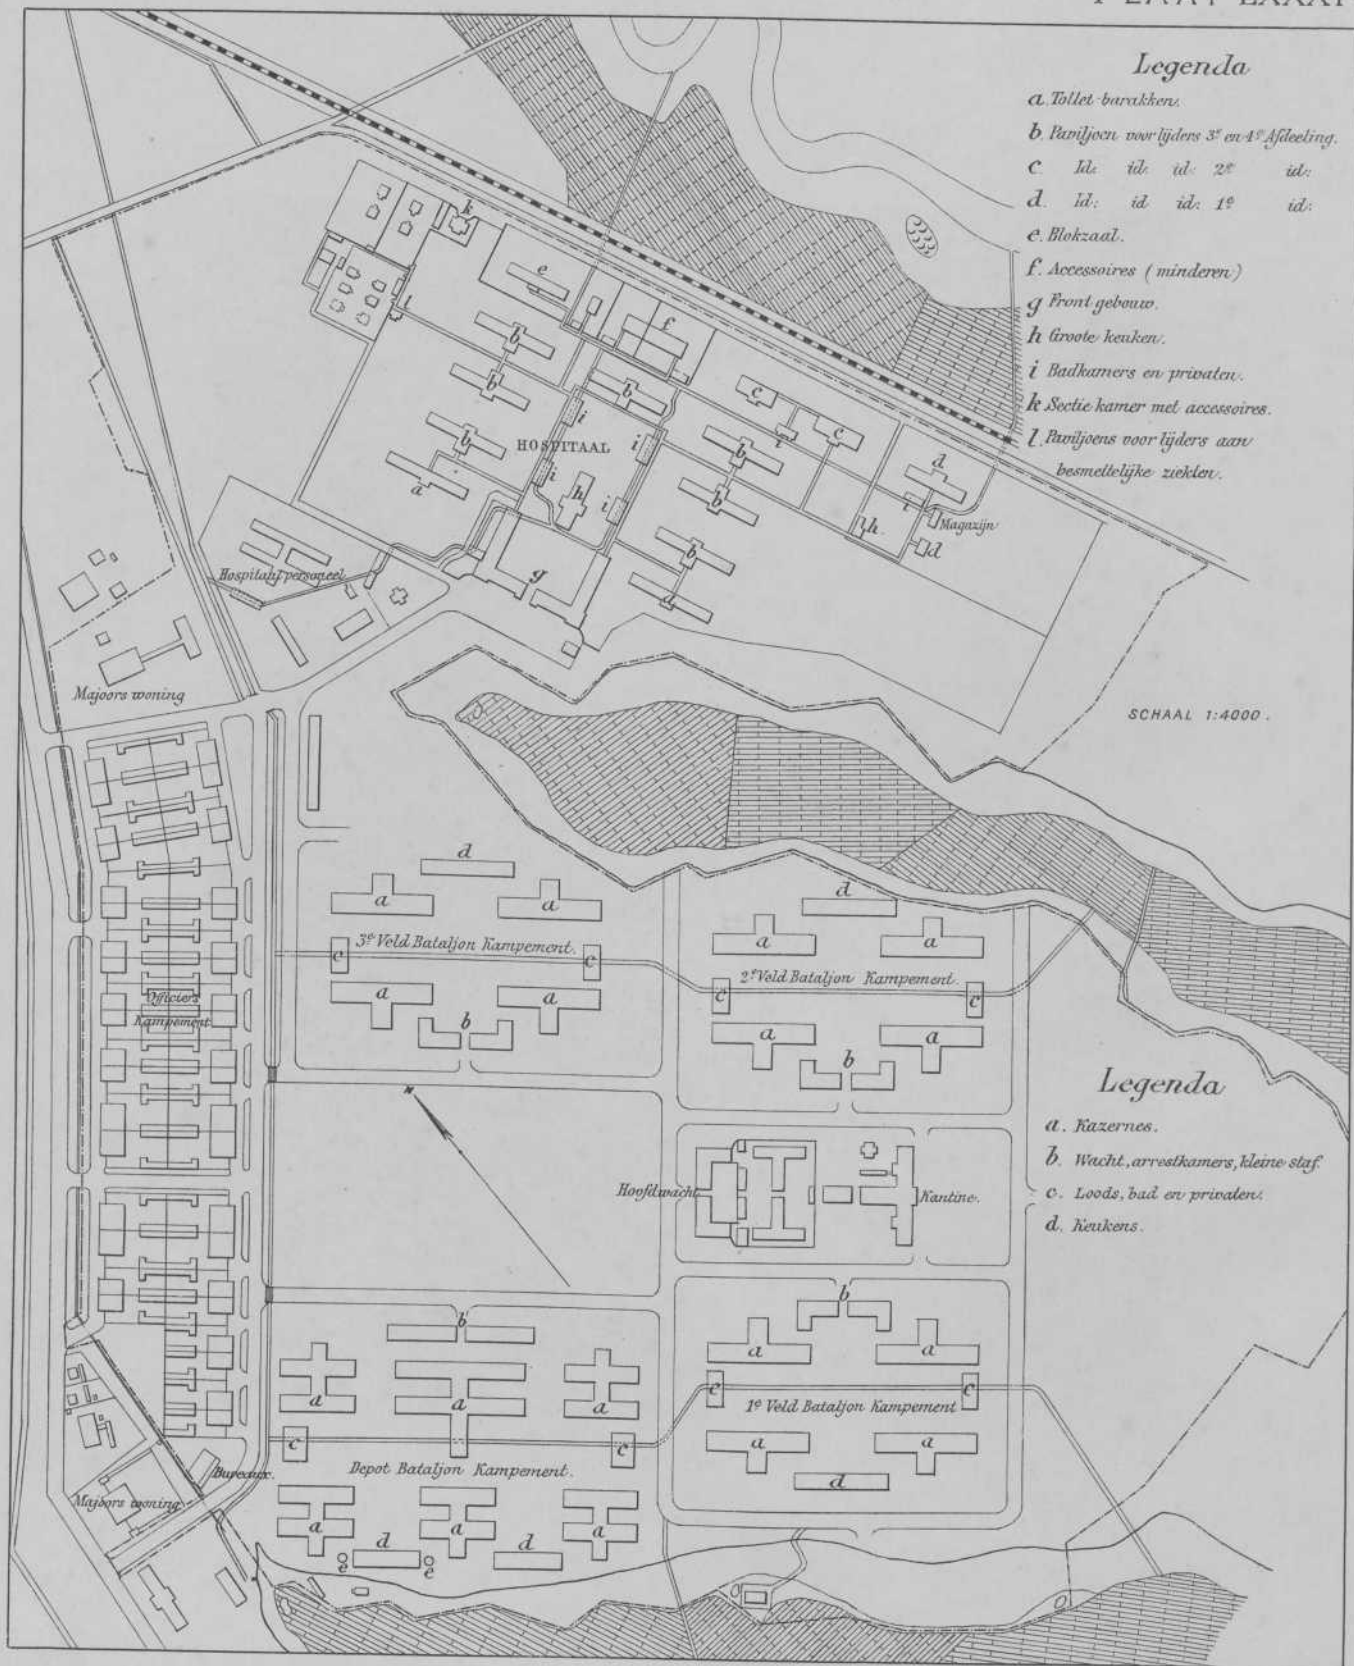 PLAAT LXXXI
Legenda
a. Tollet-barakken.
b. Paviljoen voor lijders 3e en 4e Afdeeling.
c. Id: id: id: 2e id:
d. Id: id id: 1e id:
e. Blokzaal.
f. Accessoires (minderen)
g Front gebouw.
h Groote keuken.
i Badkamers en privaten.
k Sectie kamer met accessoires.
l. Paviljoens voor lijders aan
besmettelijke ziekten.
k
e
l
f
b
b
b
c
i
i
c
b
HOSPITAAL
i
i
b
d
a
i
h
i
b
i
Magazijn
h.
d
b
g
a
Hospitaal personeel
Majoors woning
SCHAAL 1:4000.
d
a
a
d
3e Veld Bataljon Kampement.
c
c
a
a
2e Veld Bataljon Kampement.
c
c
Officiers
Kampement
a
a
b
a
a
b
Legenda
a. Kazernes.
b. Wacht, arrestkamers, kleine staf.
c. Loods, bad en privaten.
d. Keukens.
Hoofdwacht
Kantine.
b
b
a
a
a
a
a
c
c
1e Veld Bataljon Kampement
c
c
a
a
Depot Bataljon Kampement.
Bureaux.
Majoors woning
d
a
a
a
d
d
e
e